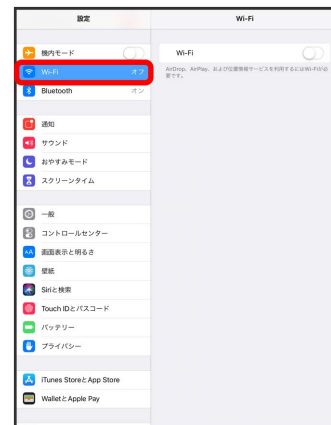 設定
Wi-Fi
機内モード
Wi-Fi オフ
Bluetooth オン
通知
サウンド
おやすみモード
スクリーンタイム
一般
コントロールセンター
AA 画面表示と明るさ
壁紙
Siriと検索
Touch IDとパスコード
バッテリー
プライバシー
iTunes StoreとApp Store
WalletとApple Pay
Wi-Fi
AirDrop、AirPlay、および位置情報サービスを利用するにはWi-Fiが必
要です。